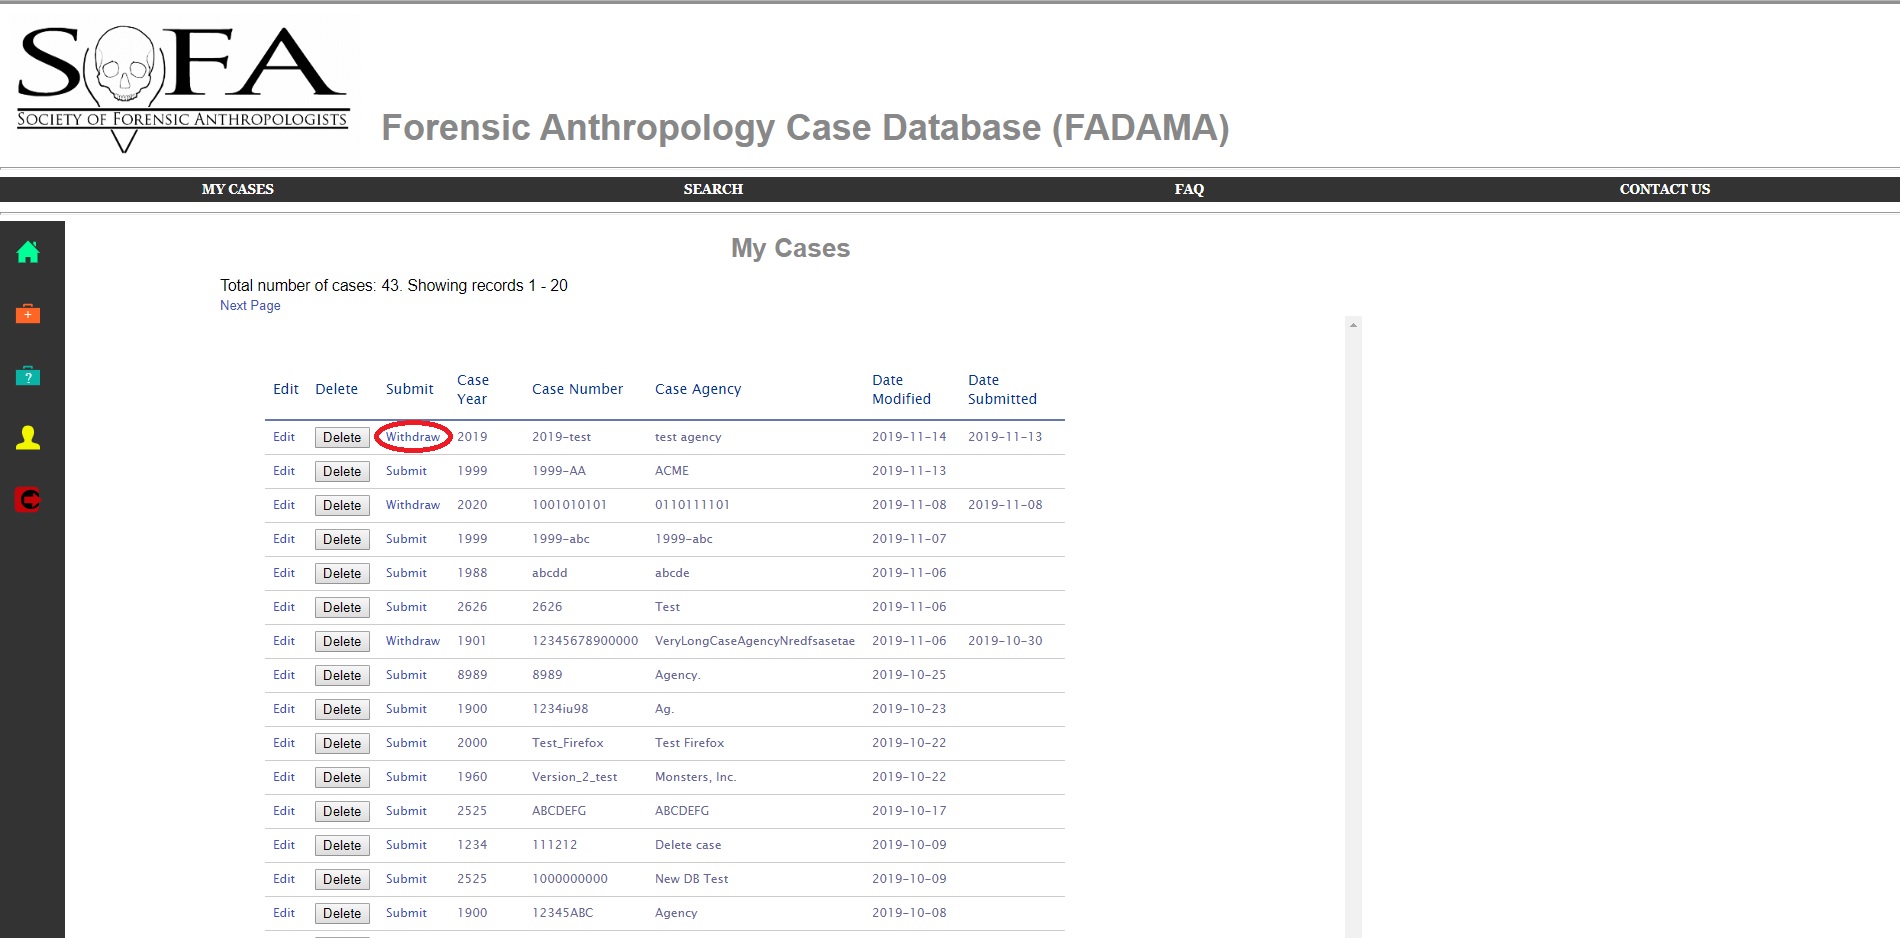 SOFA
SOCIETY OF FORENSIC ANTHROPOLOGISTS
Forensic Anthropology Case Database (FADAMA)
MY CASES SEARCH FAQ CONTACT US
My Cases
Total number of cases: 43. Showing records 1 - 20
Next Page
Edit Delete Submit Case Year Case Number Case Agency Date Modified Date Submitted
Edit Delete Withdraw 2019 2019-test test agency 2019-11-14 2019-11-13
Edit Delete Submit 1999 1999-AA ACME 2019-11-13
Edit Delete Withdraw 2020 1001010101 0110111101 2019-11-08 2019-11-08
Edit Delete Submit 1999 1999-abc 1999-abc 2019-11-07
Edit Delete Submit 1988 abcdd abcde 2019-11-06
Edit Delete Submit 2626 2626 Test 2019-11-06
Edit Delete Withdraw 1901 12345678900000 VeryLongCaseAgencyNredfsasetae 2019-11-06 2019-10-30
Edit Delete Submit 8989 8989 Agency. 2019-10-25
Edit Delete Submit 1900 1234iu98 Ag. 2019-10-23
Edit Delete Submit 2000 Test_Firefox Test Firefox 2019-10-22
Edit Delete Submit 1960 Version_2_test Monsters, Inc. 2019-10-22
Edit Delete Submit 2525 ABCDEFG ABCDEFG 2019-10-17
Edit Delete Submit 1234 111212 Delete case 2019-10-09
Edit Delete Submit 2525 1000000000 New DB Test 2019-10-09
Edit Delete Submit 1900 12345ABC Agency 2019-10-08